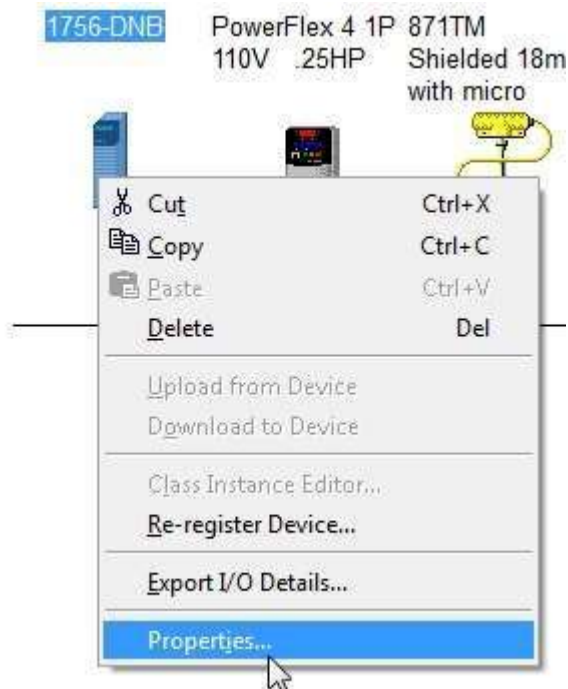 1756-DNB PowerFlex 4 1P 871TM
110V .25HP Shielded 18m
with micro
Cut Ctrl+X
Copy Ctrl+C
Paste Ctrl+V
Delete Del
Upload from Device
Download to Device
Class Instance Editor...
Re-register Device...
Export I/O Details...
Properties...